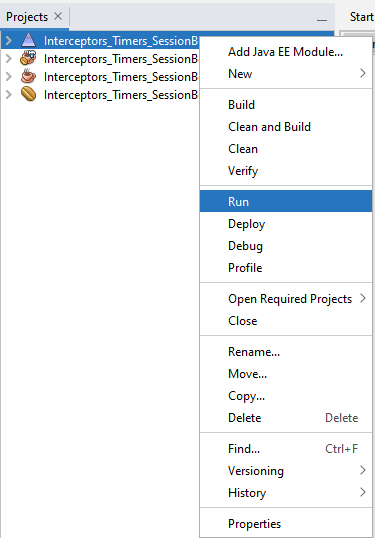 Projects
Start
Interceptors_Timers_SessionB
Interceptors_Timers_SessionB
Interceptors_Timers_SessionB
Interceptors_Timers_SessionB
Add Java EE Module...
New
Build
Clean and Build
Clean
Verify
Run
Deploy
Debug
Profile
Open Required Projects
Close
Rename...
Move...
Copy...
Delete Delete
Find... Ctrl+F
Versioning
History
Properties